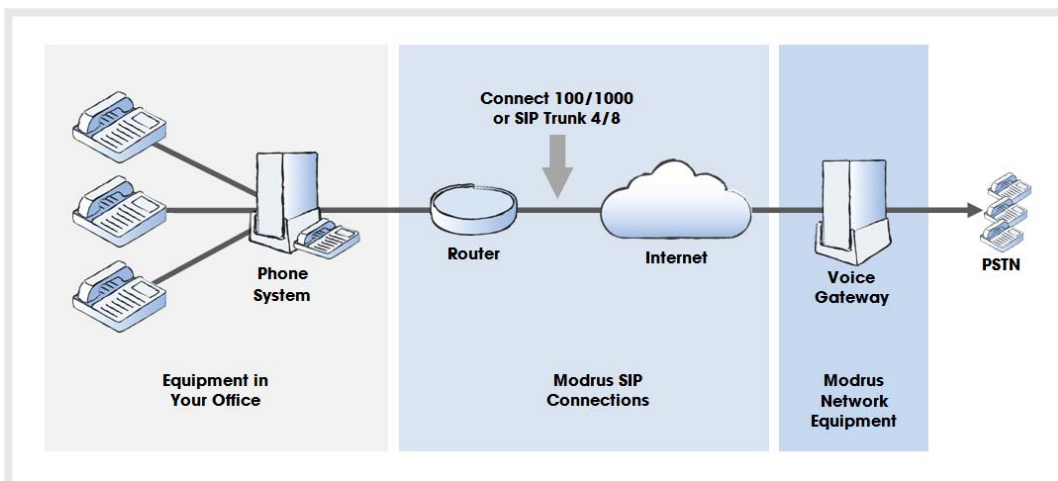 Connect 100/1000
or SIP Trunk 4/8
Phone
System
Router
Internet
Voice
Gateway
PSTN
Equipment in
Your Office
Modrus SIP
Connections
Modrus
Network
Equipment